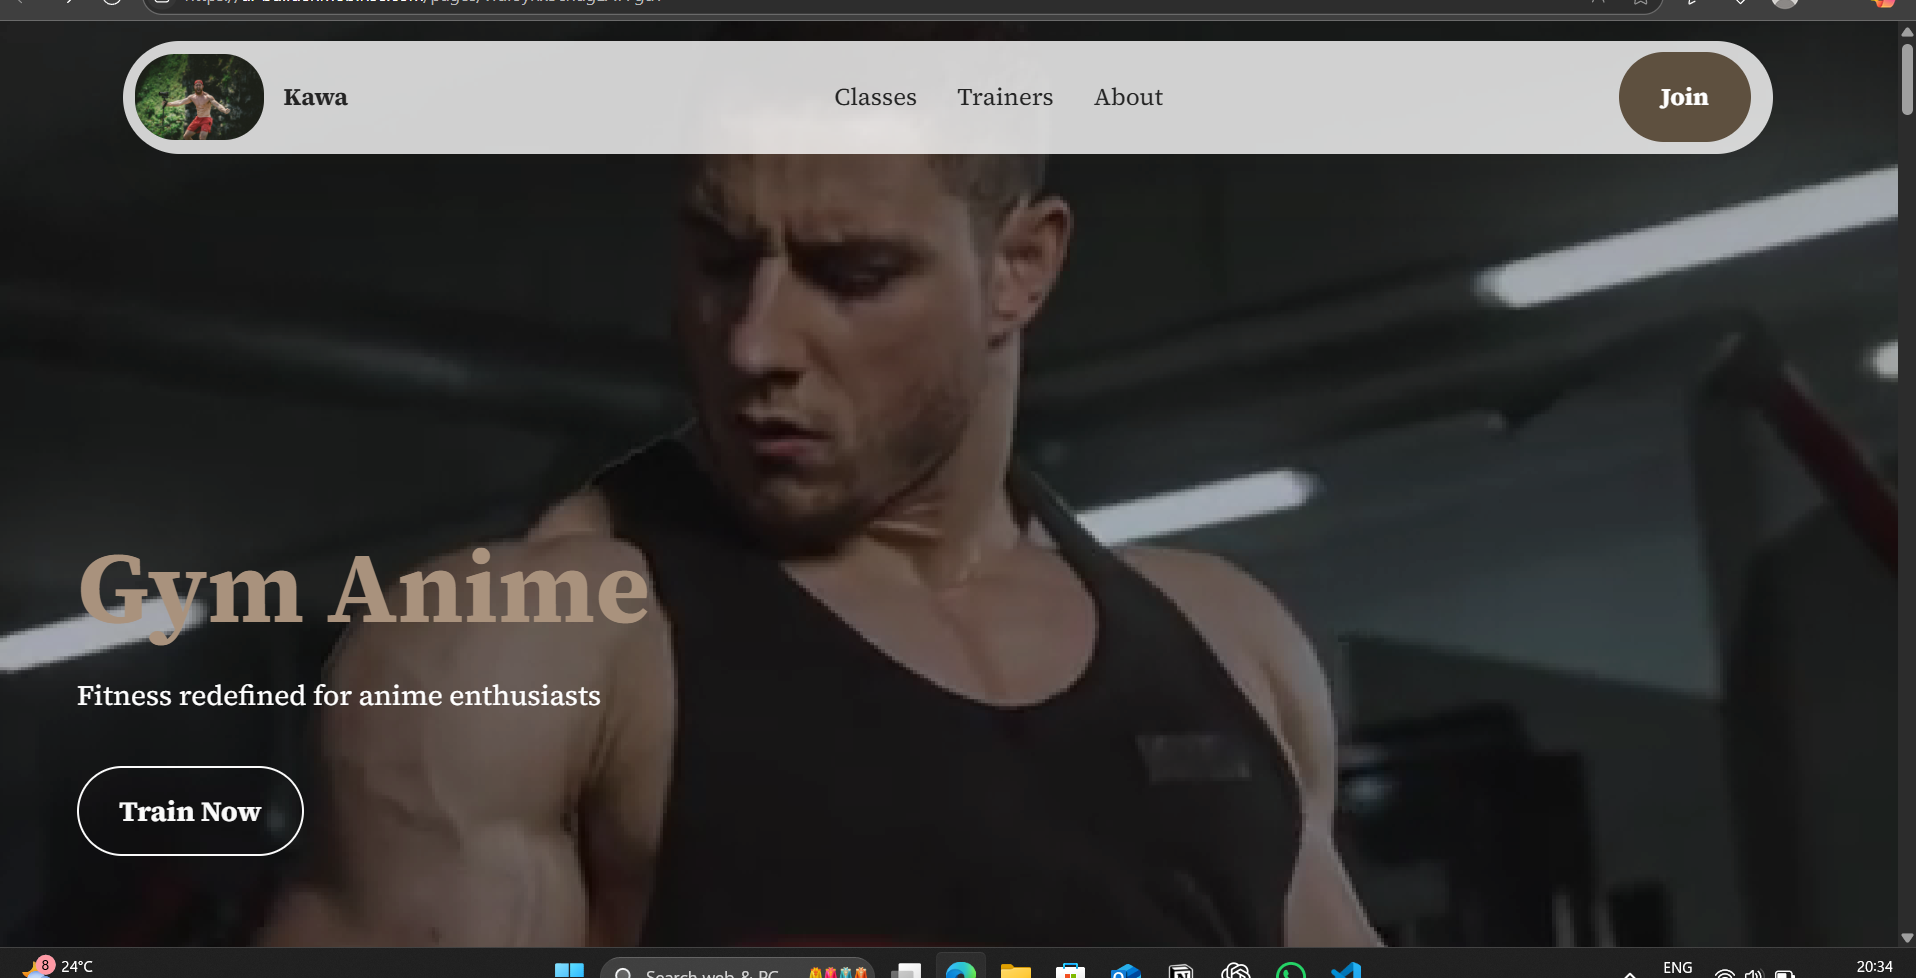 Kawa
Classes
Trainers
About
Join
Gym Anime
Fitness redefined for anime enthusiasts
Train Now
8
24°C
Search web & PC
ENG
20:34